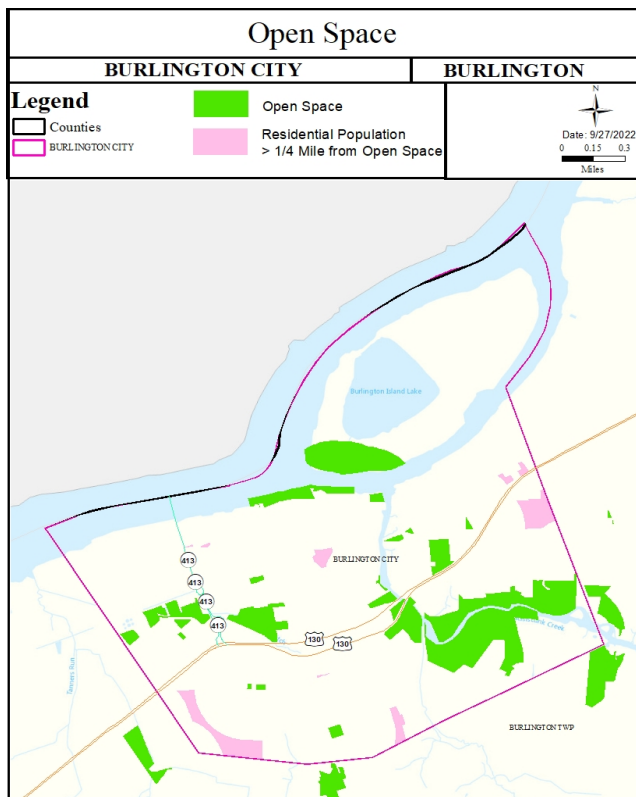 Open Space
BURLINGTON CITY
BURLINGTON
Legend
Counties
BURLINGTON CITY
Open Space
Residential Population
> 1/4 Mile from Open Space
N
Date: 9/27/2022
0 0.15 0.3
Miles
Burlington Island Lake
BURLINGTON CITY
413
413
413
413
130
130
Creek
BURLINGTON TWP